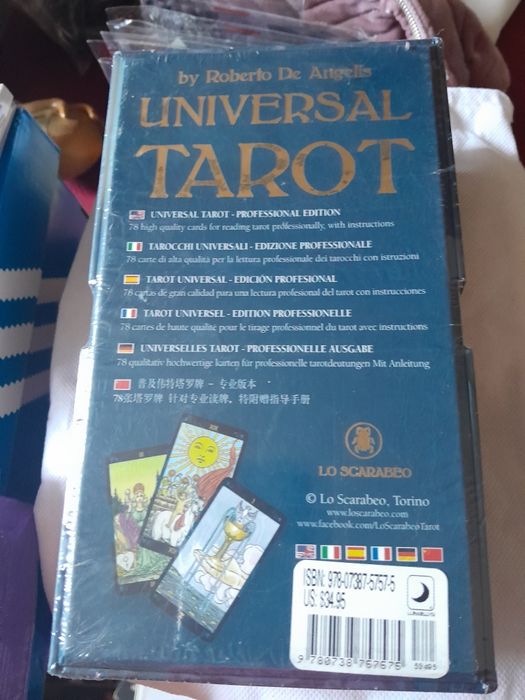 by Roberto De Angelis
UNIVERSAL
TAROT
UNIVERSAL TAROT - PROFESSIONAL EDITION
78 high quality cards for reading tarot professionally, with instructions
TAROCCHI UNIVERSALI - EDIZIONE PROFESSIONALE
78 carte di alta qualità per la lettura professionale dei tarocchi con istruzioni
TAROT UNIVERSAL - EDICIÓN PROFESIONAL
78 cartas de gran calidad para una lectura profesional del tarot con instrucciones
TAROT UNIVERSEL - EDITION PROFESSIONELLE
78 cartes de haute qualité pour le tirage professionnel du tarot avec instructions
UNIVERSELLES TAROT - PROFESSIONELLE AUSGABE
78 qualitativ hochwertige karten für professionelle tarotdeutungen Mit Anleitung
普及伟特塔罗牌 - 专业版本
78张塔罗牌 针对专业读牌，特附赠指导手册
LO SCARABEO
© Lo Scarabeo, Torino
www.loscarabeo.com
www.facebook.com/LoScarabeoTarot
ISBN: 978-07387-5757-5
US: $34.95
9 780738 757575
53495